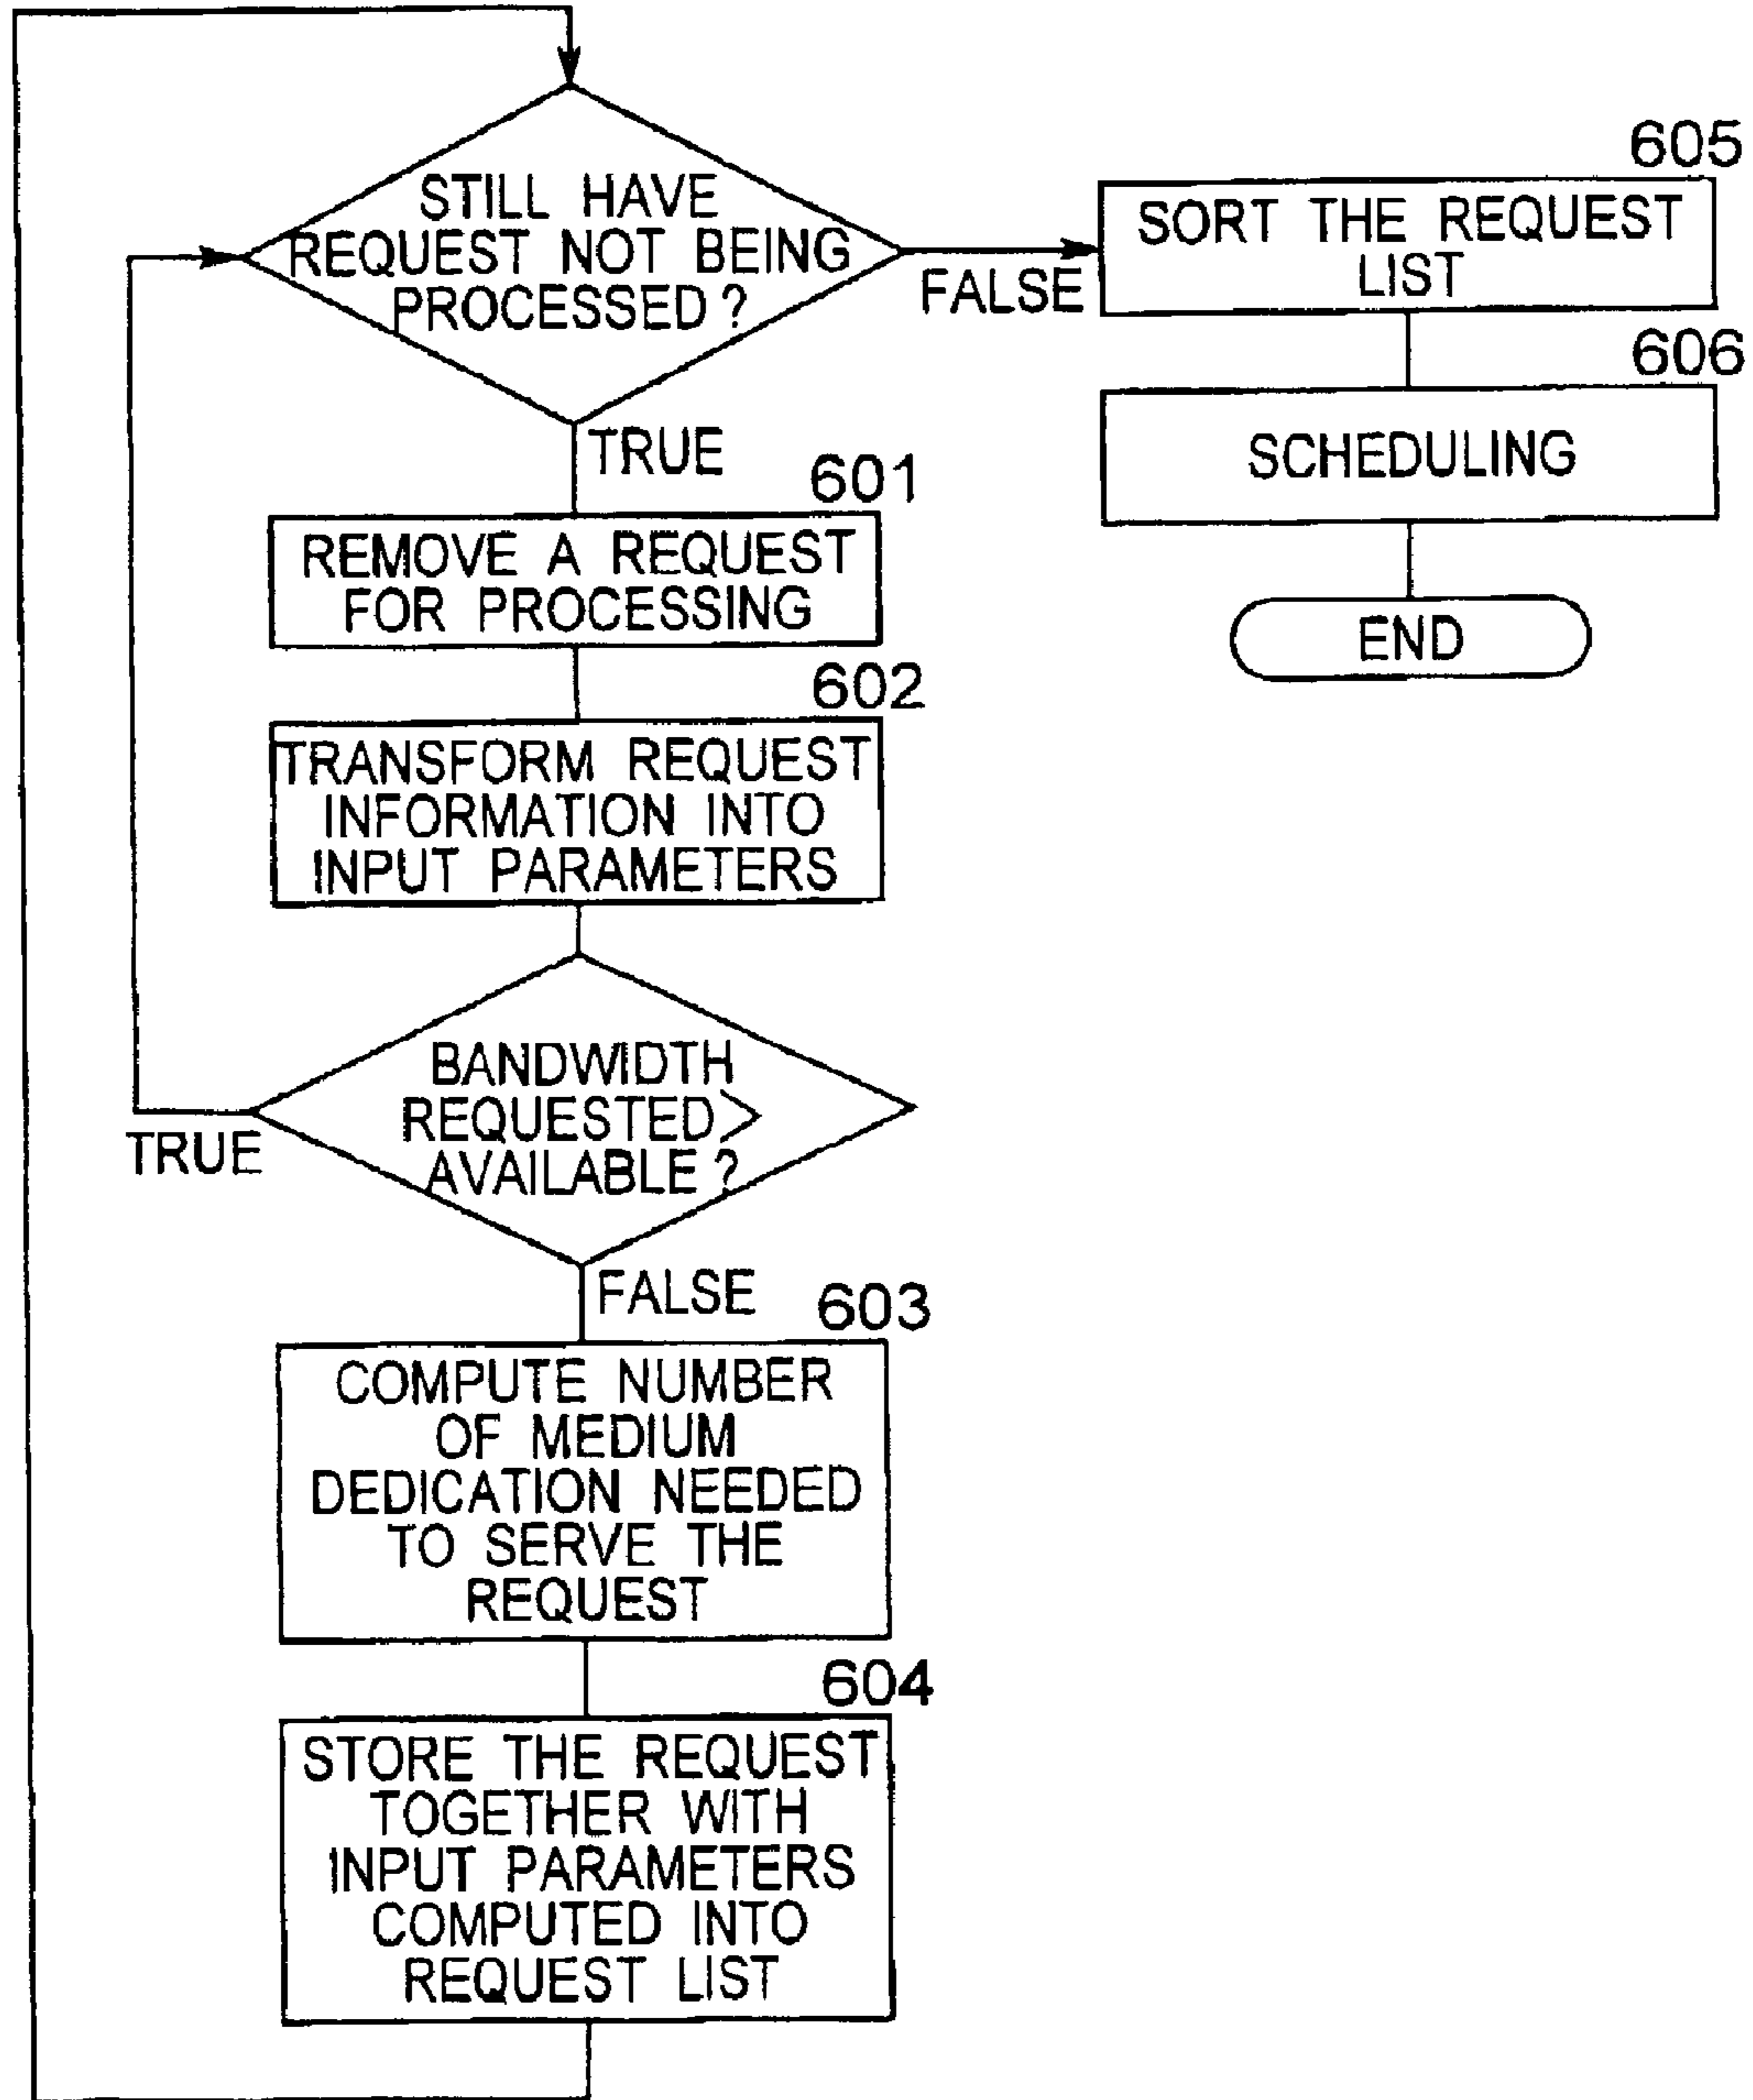 STILL HAVE
REQUEST NOT BEING
PROCESSED?
FALSE
TRUE
605
SORT THE REQUEST
LIST
606
SCHEDULING
END
601
REMOVE A REQUEST
FOR PROCESSING
602
TRANSFORM REQUEST
INFORMATION INTO
INPUT PARAMETERS
BANDWIDTH
REQUESTED>
AVAILABLE?
TRUE
FALSE
603
COMPUTE NUMBER
OF MEDIUM
DEDICATION NEEDED
TO SERVE THE
REQUEST
604
STORE THE REQUEST
TOGETHER WITH
INPUT PARAMETERS
COMPUTED INTO
REQUEST LIST